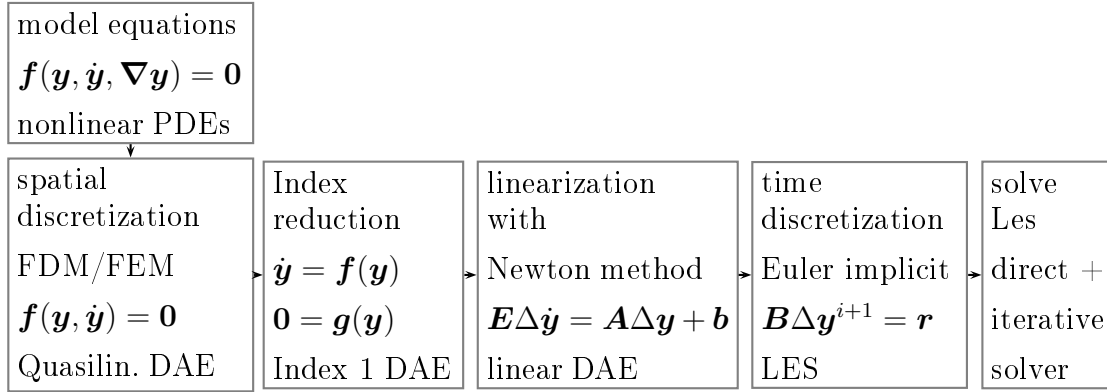 model equations
f(y, ẏ, ∇y) = 0
nonlinear PDEs
spatial
discretization
FDM/FEM
f(y, ẏ) = 0
Quasilin. DAE
Index
reduction
ẏ = f(y)
0 = g(y)
Index 1 DAE
linearization
with
Newton method
EΔẏ = AΔy + b
linear DAE
time
discretization
Euler implicit
BΔyⁱ⁺¹ = r
LES
solve
Les
direct +
iterative
solver